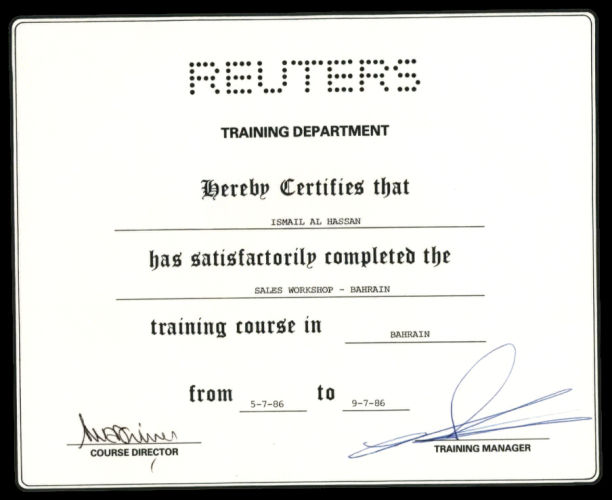 REUTERS
TRAINING DEPARTMENT
Hereby Certifies that
ISMAIL AL HASSAN
has satisfactorily completed the
SALES WORKSHOP - BAHRAIN
training course in BAHRAIN
from 5-7-86 to 9-7-86
COURSE DIRECTOR TRAINING MANAGER